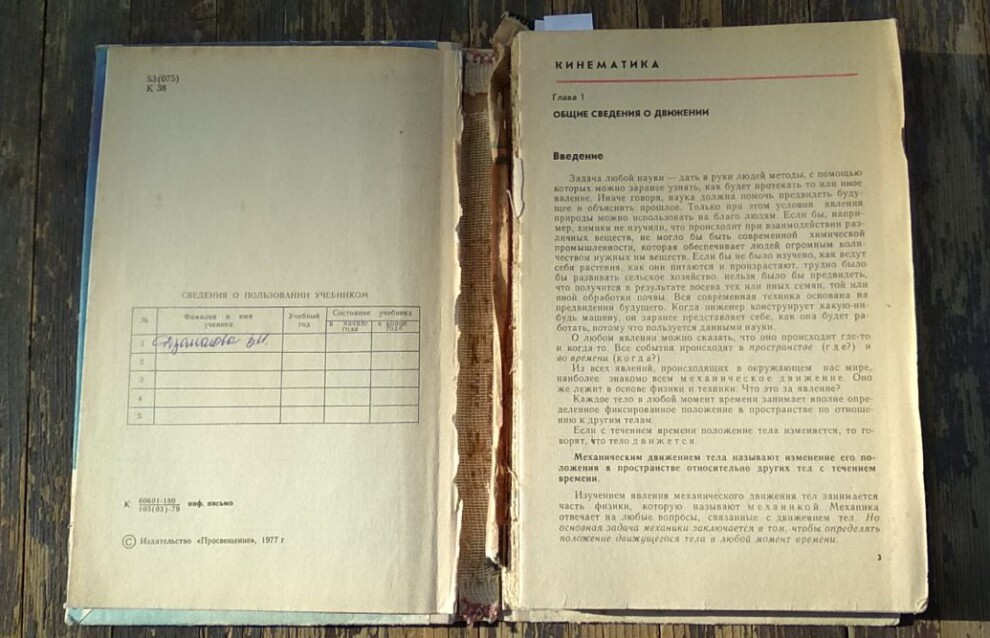 53(075)
К 38
СВЕДЕНИЯ О ПОЛЬЗОВАНИИ УЧЕБНИКОМ
№
Фамилия и имя ученика
Учебный год
Состояние учебника
в начале года
в конце года
1
2
3
4
5
К 60601-180 инф. письмо
103(03)-79
© Издательство «Просвещение», 1977 г
КИНЕМАТИКА
Глава 1
ОБЩИЕ СВЕДЕНИЯ О ДВИЖЕНИИ
Введение
Задача любой науки — дать в руки людей методы, с помощью
которых можно заранее узнать, как будет протекать то или иное
явление. Иначе говоря, наука должна помочь предвидеть буду-
щее и объяснить прошлое. Только при этом условии явления
природы можно использовать на благо людям. Если бы, напри-
мер, химики не изучили, что происходит при взаимодействии раз-
личных веществ, не могло бы быть современной химической
промышленности, которая обеспечивает людей огромным коли-
чеством нужных им веществ. Если бы не было изучено, как ведут
себя растения, как они питаются и произрастают, трудно было
бы развивать сельское хозяйство, нельзя было бы предвидеть,
что получится в результате посева тех или иных семян, той или
иной обработки почвы. Вся современная техника основана на
предвидении будущего. Когда инженер конструирует какую-ни-
будь машину, он заранее представляет себе, как она будет ра-
ботать, потому что пользуется данными науки.
О любом явлении можно сказать, что оно происходит где-то
и когда-то. Все события происходят в пространстве (где?) и
во времени (когда?)
Из всех явлений, происходящих в окружающем нас мире,
наиболее знакомо всем механическое движение. Оно
же лежит в основе физики и техники. Что это за явление?
Каждое тело в любой момент времени занимает вполне опре-
деленное фиксированное положение в пространстве по отноше-
нию к другим телам.
Если с течением времени положение тела изменяется, то го-
ворят, что тело движется.
Механическим движением тела называют изменение его по-
ложения в пространстве относительно других тел с течением
времени.
Изучением явления механического движения тел занимается
часть физики, которую называют механикой. Механика
отвечает на любые вопросы, связанные с движением тел. Но
основная задача механики заключается в том, чтобы определять
положение движущегося тела в любой момент времени.
3